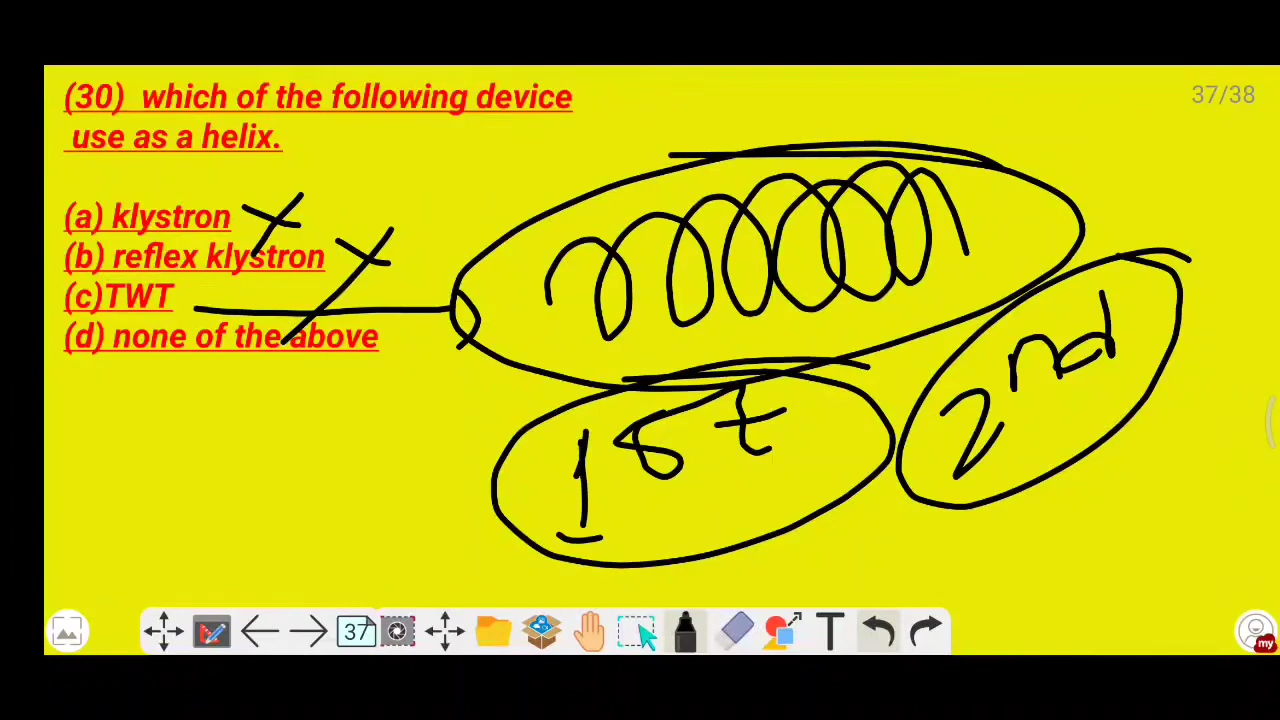 (30) which of the following device
use as a helix.
37/38
(a) klystron
(b) reflex klystron
(c)TWT
(d) none of the above
1st
2nd
37
my